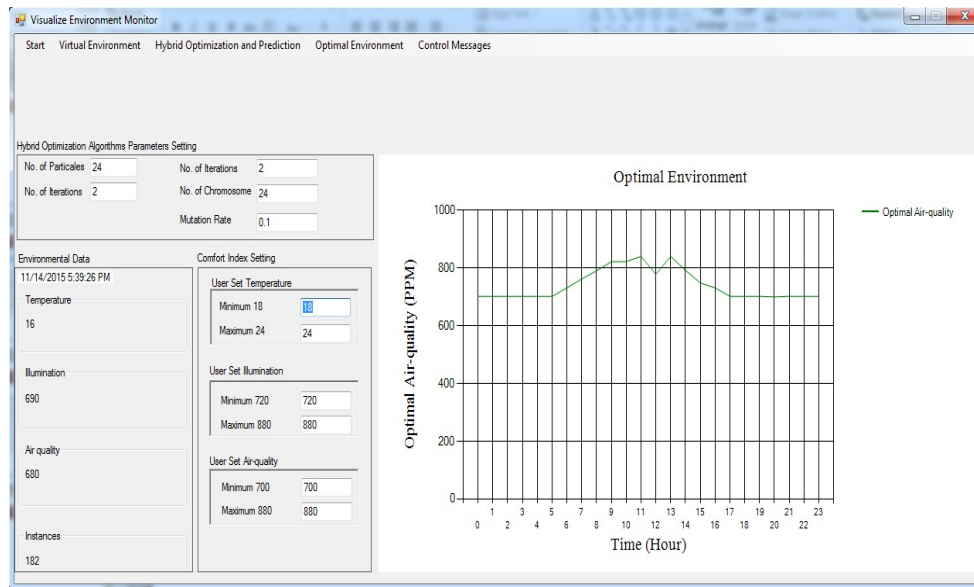 Visualize Environment Monitor
Start Virtual Environment Hybrid Optimization and Prediction Optimal Environment Control Messages
Hybrid Optimization Algorithms Parameters Setting
No. of Particales 24 No. of Iterations 2
No. of Iterations 2 No. of Chromosome 24
Mutation Rate 0.1
Environmental Data
11/14/2015 5:39:26 PM
Temperature
16
Illumination
690
Air quality
680
Instances
182
Comfort Index Setting
User Set Temperature
Minimum 18 18
Maximum 24 24
User Set Illumination
Minimum 720 720
Maximum 880 880
User Set Air-quality
Minimum 700 700
Maximum 880 880
Optimal Environment
Optimal Air-quality
Optimal Air-quality (PPM)
1000
800
600
400
200
0
1 3 5 7 9 11 13 15 17 19 21 23
0 2 4 6 8 10 12 14 16 18 20 22
Time (Hour)